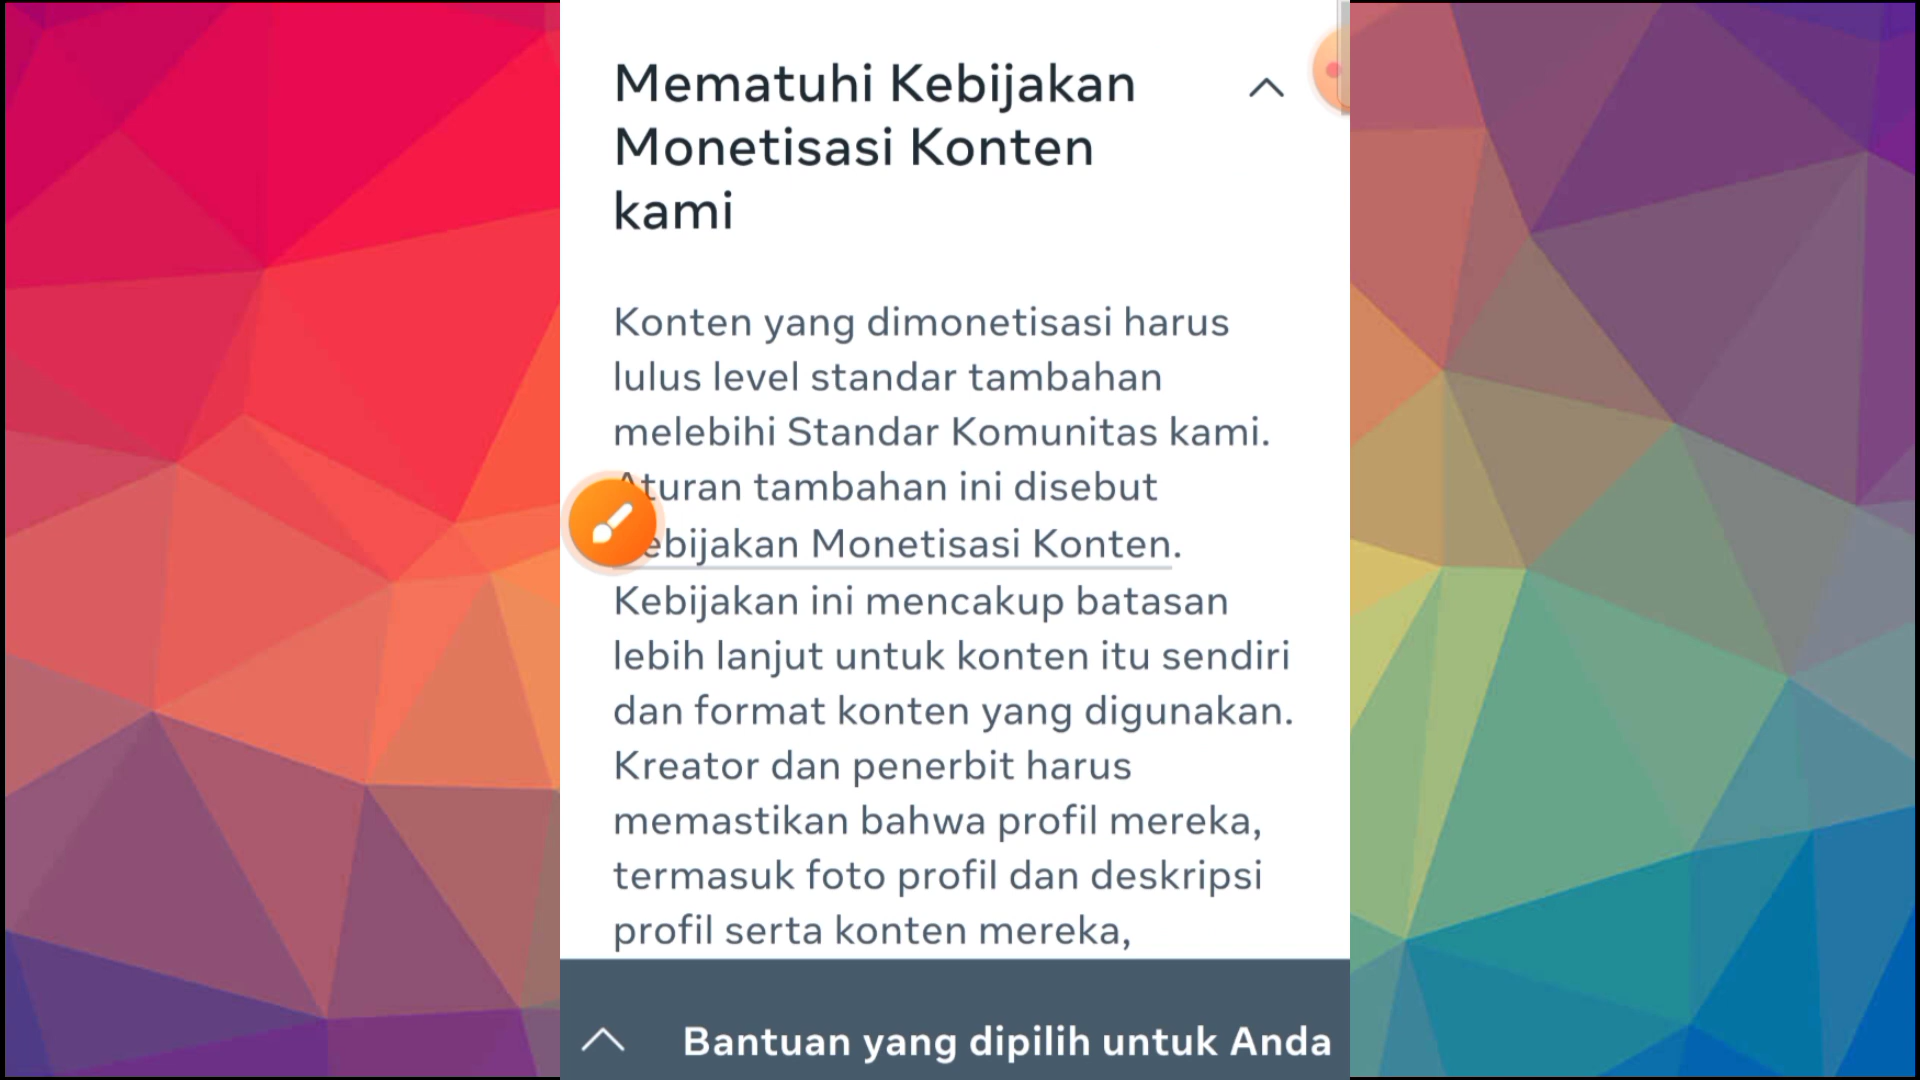 Mematuhi Kebijakan
Monetisasi Konten
kami
Konten yang dimonetisasi harus
lulus level standar tambahan
melebihi Standar Komunitas kami.
Aturan tambahan ini disebut
ebijakan Monetisasi Konten.
Kebijakan ini mencakup batasan
lebih lanjut untuk konten itu sendiri
dan format konten yang digunakan.
Kreator dan penerbit harus
memastikan bahwa profil mereka,
termasuk foto profil dan deskripsi
profil serta konten mereka,
Bantuan yang dipilih untuk Anda